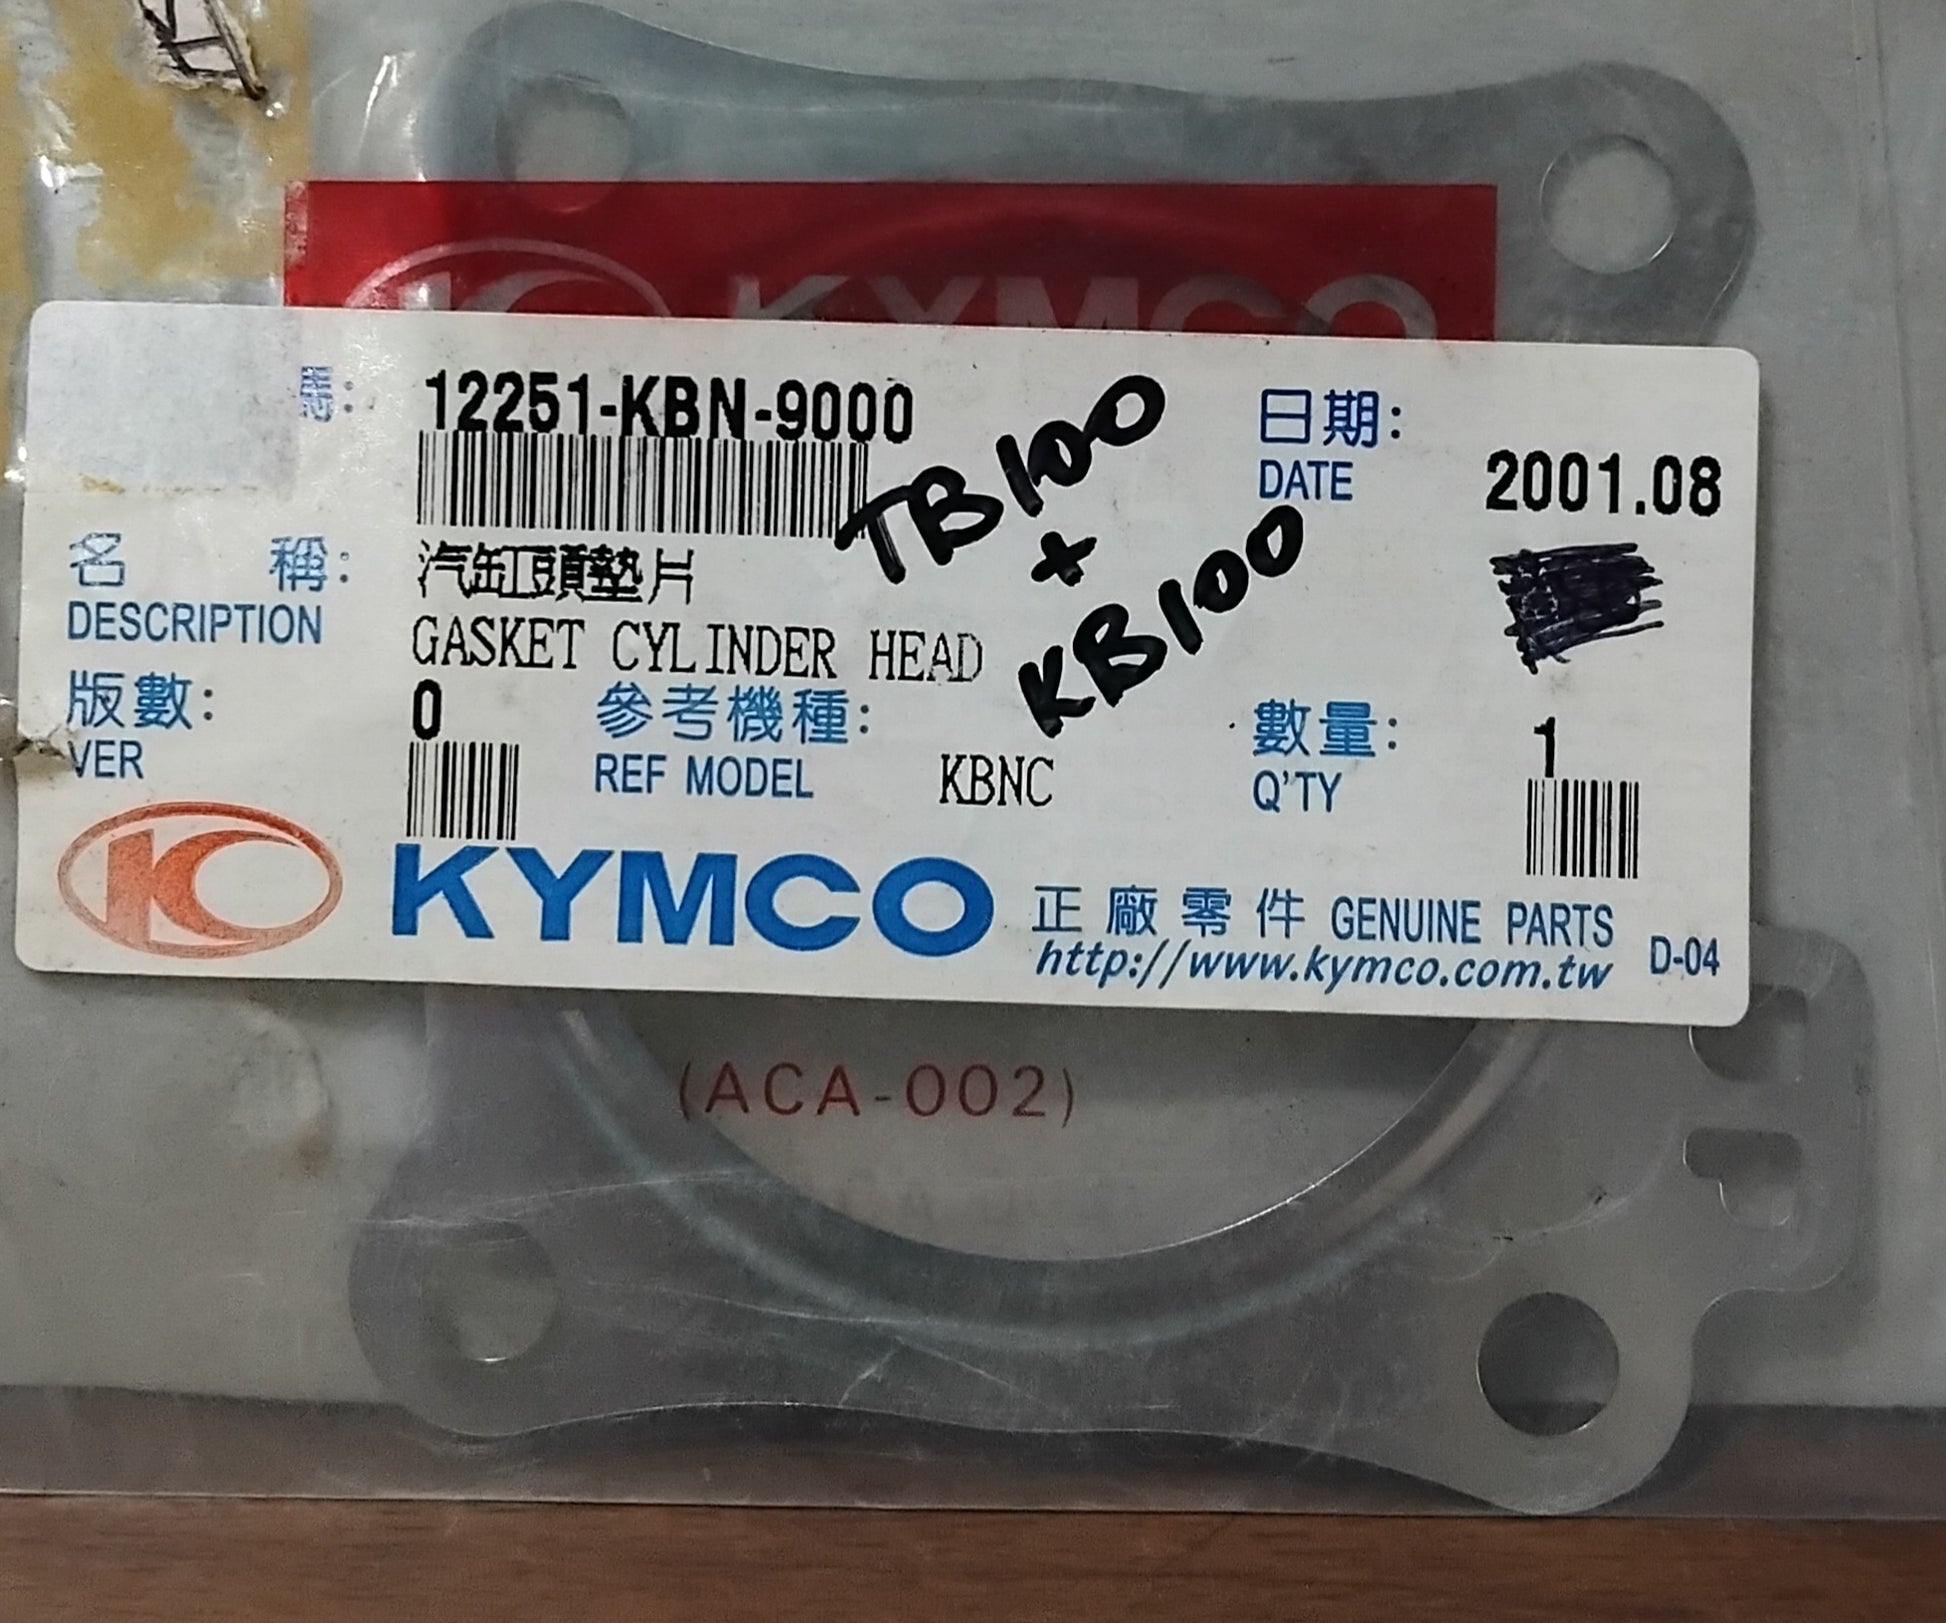 KYMCO
碼: 12251-KBN-9000
TB100
+
KB100
日期:
DATE
2001.08
名 稱: 汽缸頭墊片
DESCRIPTION GASKET CYLINDER HEAD
版數: 0
VER
參考機種:
REF MODEL KBNC
數量: 1
Q'TY
KYMCO
正廠零件 GENUINE PARTS
http://www.kymco.com.tw D-04
(ACA-002)